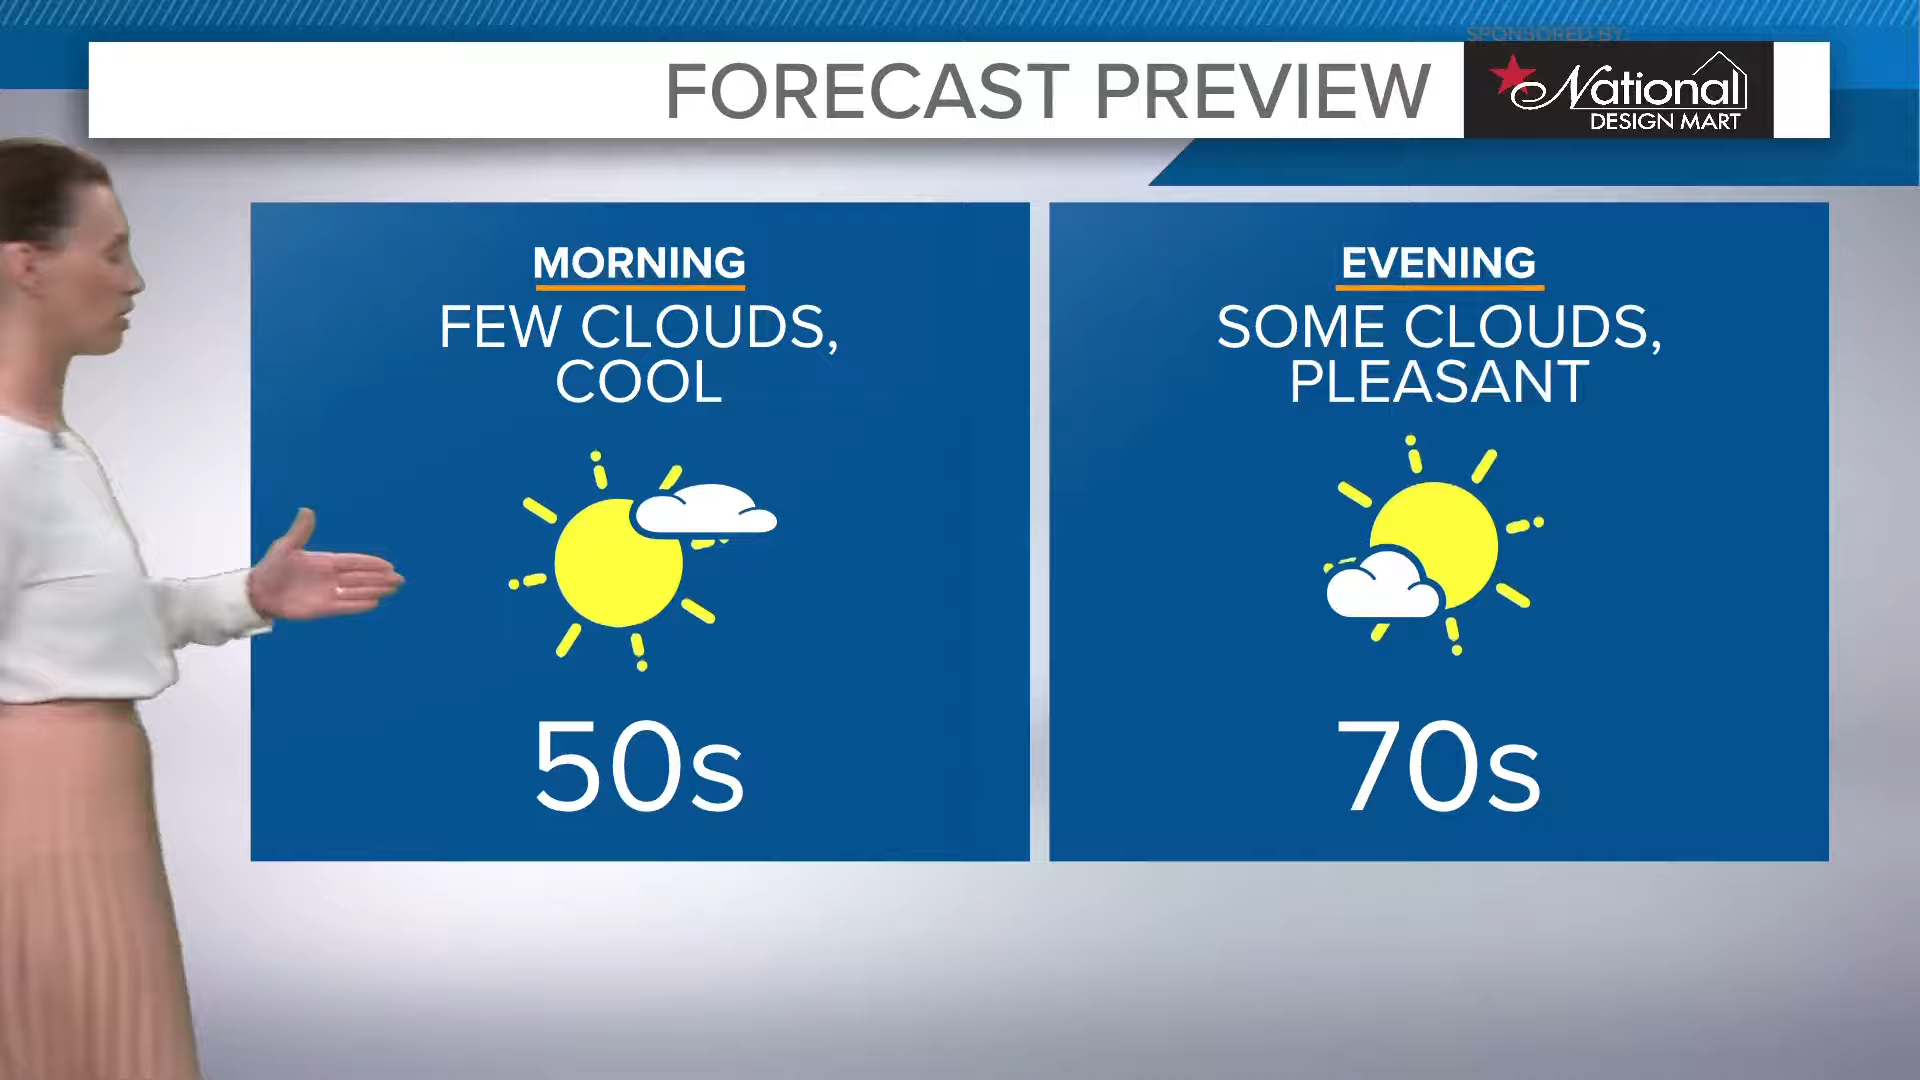 SPONSORED BY:
FORECAST PREVIEW
National
DESIGN MART
MORNING
FEW CLOUDS,
COOL
50s
EVENING
SOME CLOUDS,
PLEASANT
70s